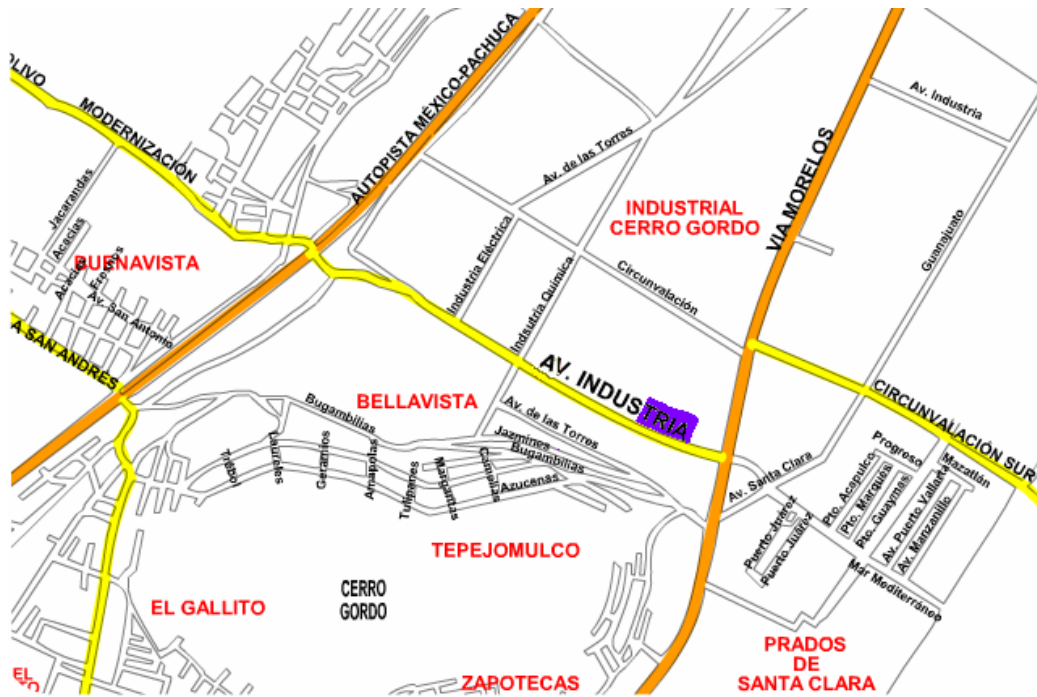 OLIVO
MODERNIZACIÓN
AUTOPISTA MÉXICO-PACHUCA
Av. de las Torres
VIA MORELOS
Av. Industria
Jacarandas
Acacias
Acacias
Fresnos
BUENAVISTA
Av. San Antonio
A SAN ANDRÉS
INDUSTRIAL
CERRO GORDO
Industria Eléctrica
Indsutria Química
Circunvalación
Guanajuato
AV. INDUSTRIA
CIRCUNVALACIÓN SUR
BELLAVISTA
Bugambilias
Av. de las Torres
Jazmines
Bugambilias
Azucenas
Trébol
Laureles
Geranios
Amapolas
Tulipanes
Margaritas
Camelias
Av. Santa Clara
Progreso
Mazatlán
Pto. Acapulco
Pto. Marqués
Pto. Guaymas
Av. Puerto Vallarta
Av. Manzanillo
Puerto Juárez
Puerto Juárez
Mar Mediterráneo
TEPEJOMULCO
CERRO
GORDO
EL GALLITO
PRADOS
DE
SANTA CLARA
ZAPOTECAS
EL